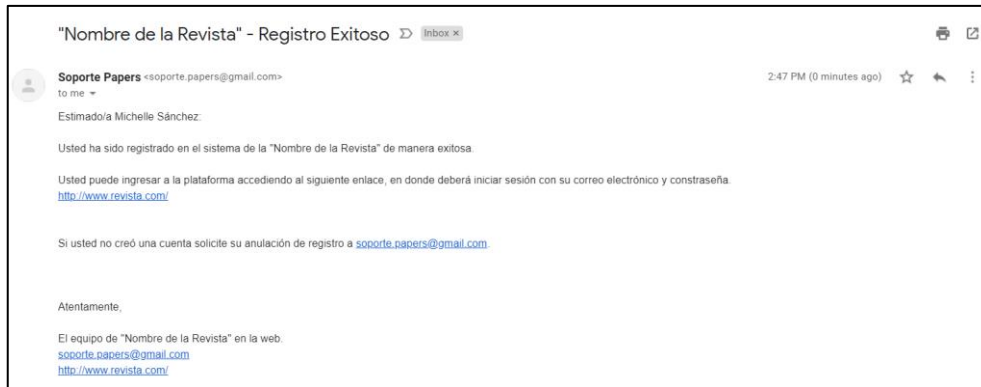 "Nombre de la Revista" - Registro Exitoso Inbox ×
Soporte Papers <soporte.papers@gmail.com> 2:47 PM (0 minutes ago)
to me
Estimado/a Michelle Sánchez:
Usted ha sido registrado en el sistema de la "Nombre de la Revista" de manera exitosa.
Usted puede ingresar a la plataforma accediendo al siguiente enlace, en donde deberá iniciar sesión con su correo electrónico y constraseña.
http://www.revista.com/
Si usted no creó una cuenta solicite su anulación de registro a soporte.papers@gmail.com.
Atentamente,
El equipo de "Nombre de la Revista" en la web.
soporte.papers@gmail.com
http://www.revista.com/